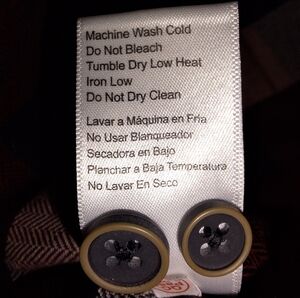 Machine Wash Cold
Do Not Bleach
Tumble Dry Low Heat
Iron Low
Do Not Dry Clean
Lavar a Máquina en Fria
No Usar Blanqueador
Secadora en Bajo
Planchar a Baja Temperatura
No Lavar En Seco